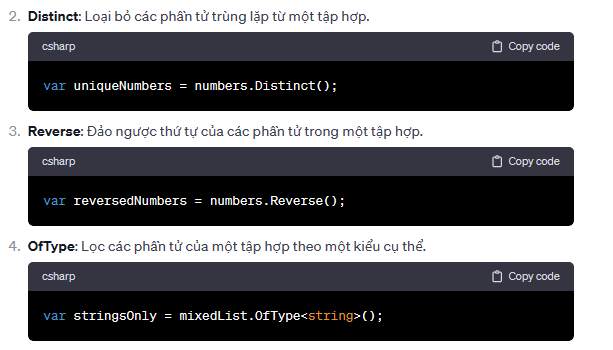 2. Distinct: Loại bỏ các phần tử trùng lặp từ một tập hợp.
csharp Copy code
var uniqueNumbers = numbers.Distinct();
3. Reverse: Đảo ngược thứ tự của các phần tử trong một tập hợp.
csharp Copy code
var reversedNumbers = numbers.Reverse();
4. OfType: Lọc các phần tử của một tập hợp theo một kiểu cụ thể.
csharp Copy code
var stringsOnly = mixedList.OfType<string>();